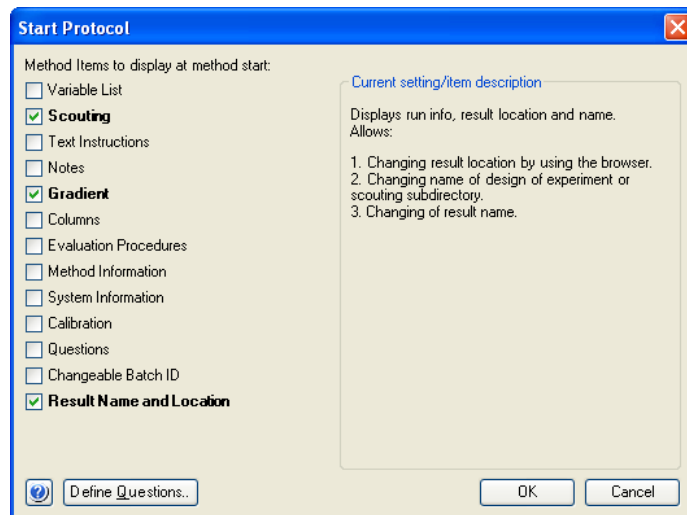 Start Protocol
Method Items to display at method start:
Variable List
Scouting
Text Instructions
Notes
Gradient
Columns
Evaluation Procedures
Method Information
System Information
Calibration
Questions
Changeable Batch ID
Result Name and Location
Current setting/item description
Displays run info, result location and name.
Allows:
1. Changing result location by using the browser.
2. Changing name of design of experiment or
scouting subdirectory.
3. Changing of result name.
Define Questions..
OK
Cancel